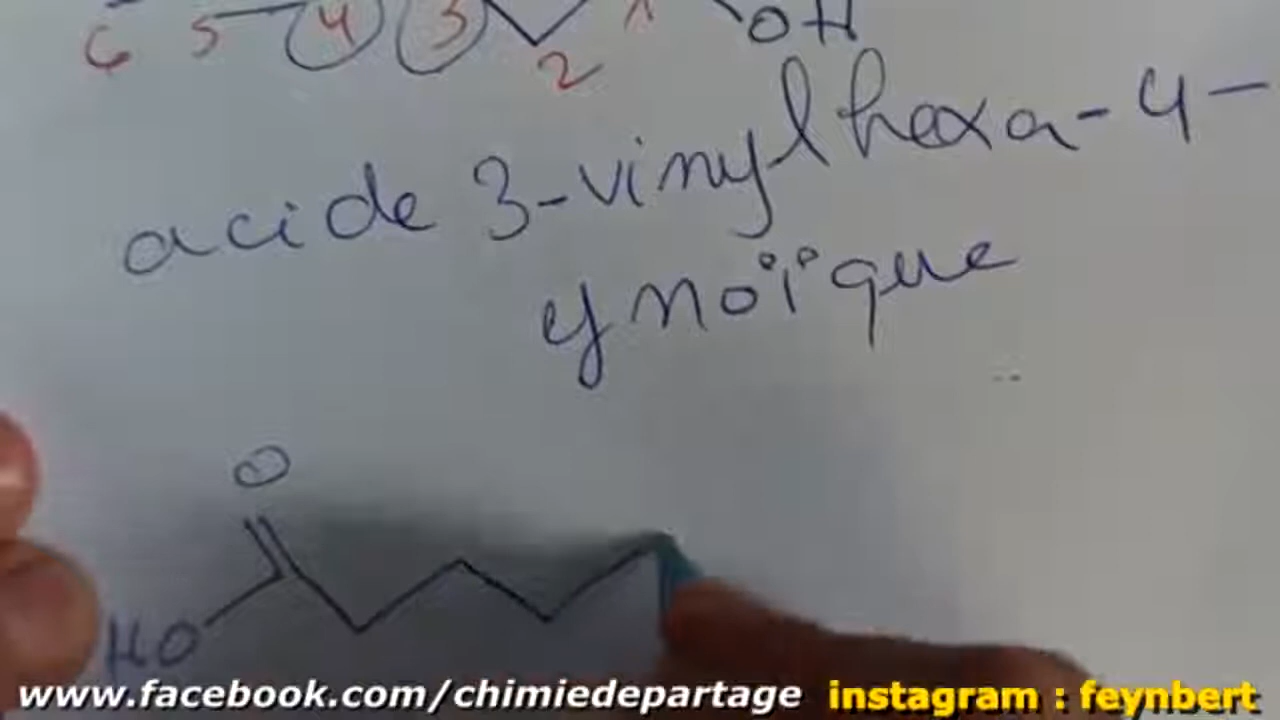 6 5 4 3 2 1 OH
acide 3-vinylhexa-4-
ynoïque
O
HO
www.facebook.com/chimiedepartage instagram : feynbert